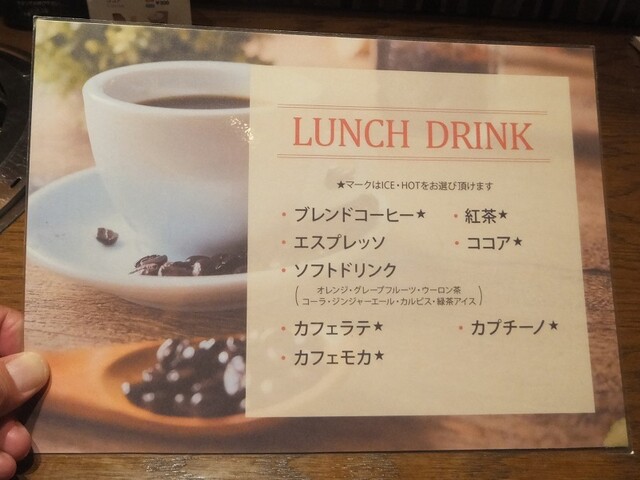 LUNCH DRINK
★マークはICE・HOTをお選び頂けます
・ブレンドコーヒー★ ・紅茶★
・エスプレッソ ・ココア★
・ソフトドリンク
(オレンジ・グレープフルーツ・ウーロン茶
コーラ・ジンジャーエール・カルピス・緑茶アイス)
・カフェラテ★ ・カプチーノ★
・カフェモカ★